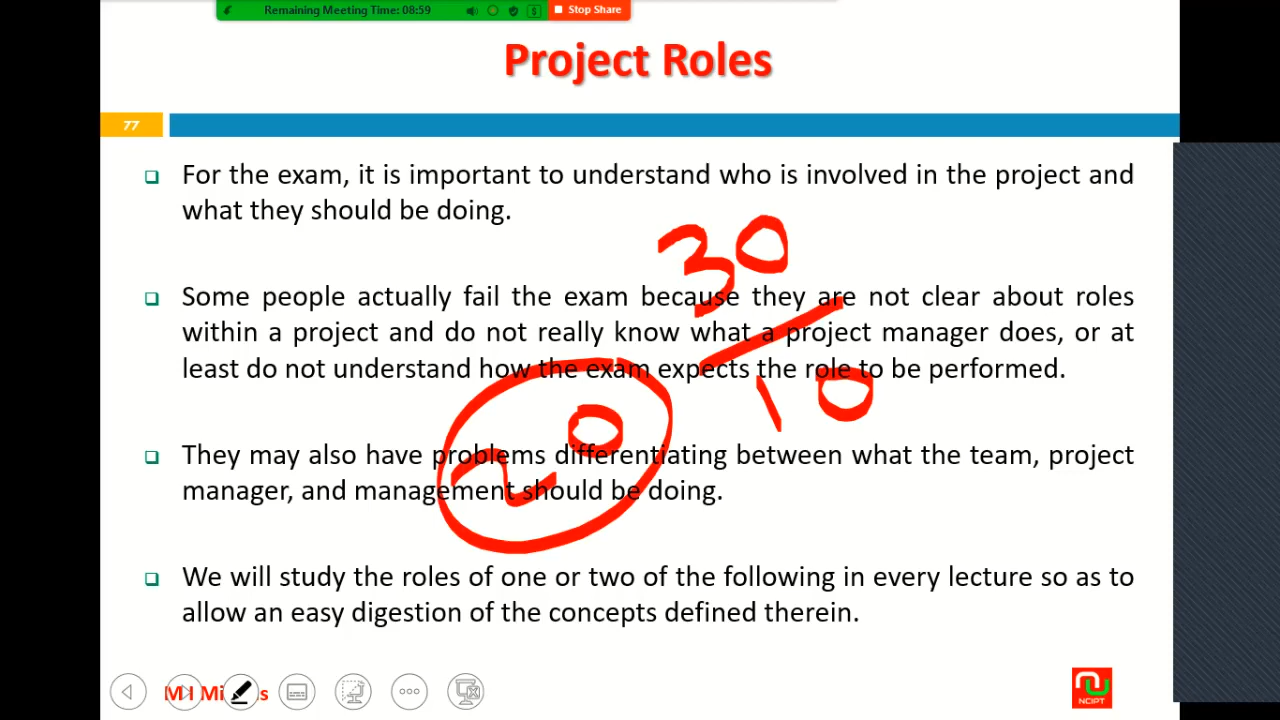 Remaining Meeting Time: 08:59 Stop Share
Project Roles
77
For the exam, it is important to understand who is involved in the project and
what they should be doing.
30
Some people actually fail the exam because they are not clear about roles
within a project and do not really know what a project manager does, or at
least do not understand how the exam expects the role to be performed.
10
20
They may also have problems differentiating between what the team, project
manager, and management should be doing.
We will study the roles of one or two of the following in every lecture so as to
allow an easy digestion of the concepts defined therein.
NCIPT